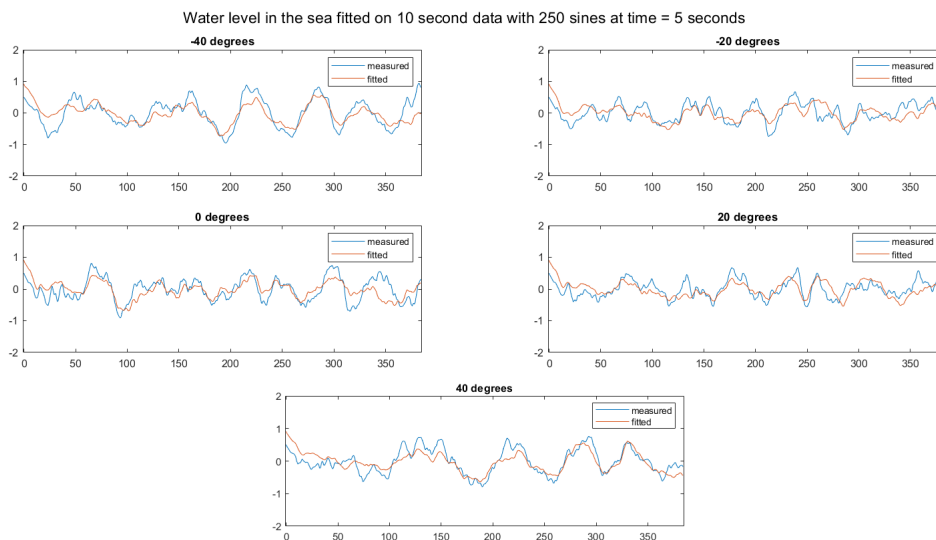 Water level in the sea fitted on 10 second data with 250 sines at time = 5 seconds
-40 degrees
measured
fitted
2
1
0
-1
-2
0 50 100 150 200 250 300 350
-20 degrees
measured
fitted
2
1
0
-1
-2
0 50 100 150 200 250 300 350
0 degrees
measured
fitted
2
1
0
-1
-2
0 50 100 150 200 250 300 350
20 degrees
measured
fitted
2
1
0
-1
-2
0 50 100 150 200 250 300 350
40 degrees
measured
fitted
2
1
0
-1
-2
0 50 100 150 200 250 300 350